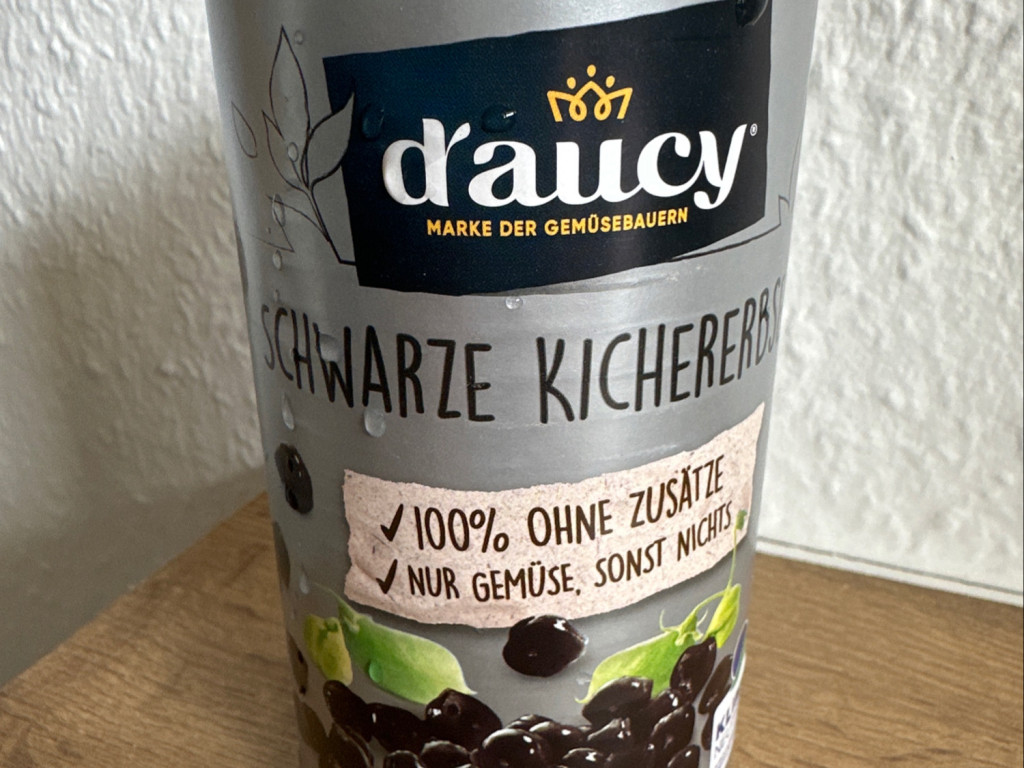 d'aucy®
MARKE DER GEMÜSEBAUERN
SCHWARZE KICHERERBS
✓ 100% OHNE ZUSÄTZE
✓ NUR GEMÜSE, SONST NICHTS